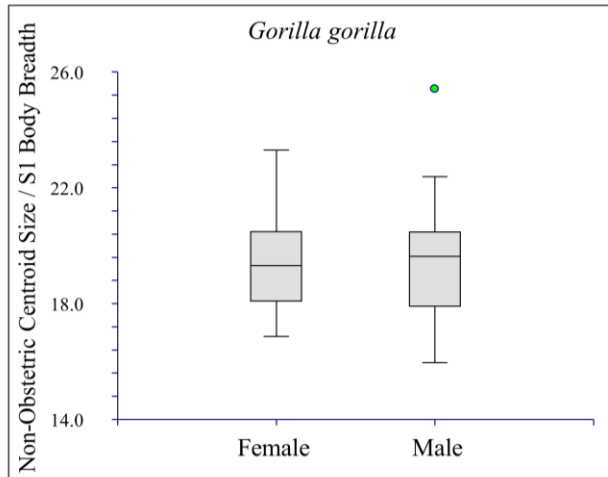 Gorilla gorilla
Non-Obstetric Centroid Size / S1 Body Breadth
26.0
22.0
18.0
14.0
Female
Male